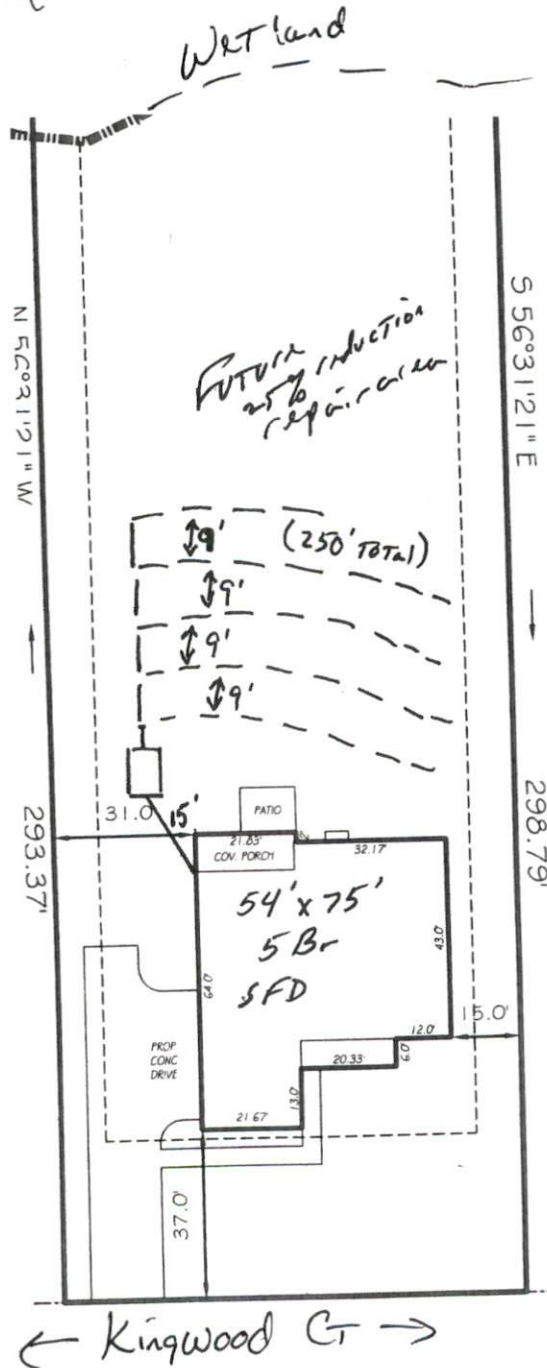 Wetland
N 56°31'21" W
S 56°31'21" E
Future
25% reduction
repair area
9'
(250' Total)
9'
9'
9'
293.37'
298.79'
31.0'
15'
PATIO
21.83'
COV. PORCH
32.17'
54' x 75'
5 Br
SFD
64.0'
43.0'
PROP
CONC
DRIVE
12.0'
15.0'
6.0'
20.33'
13.0'
21.67'
37.0'
← Kingwood CT →